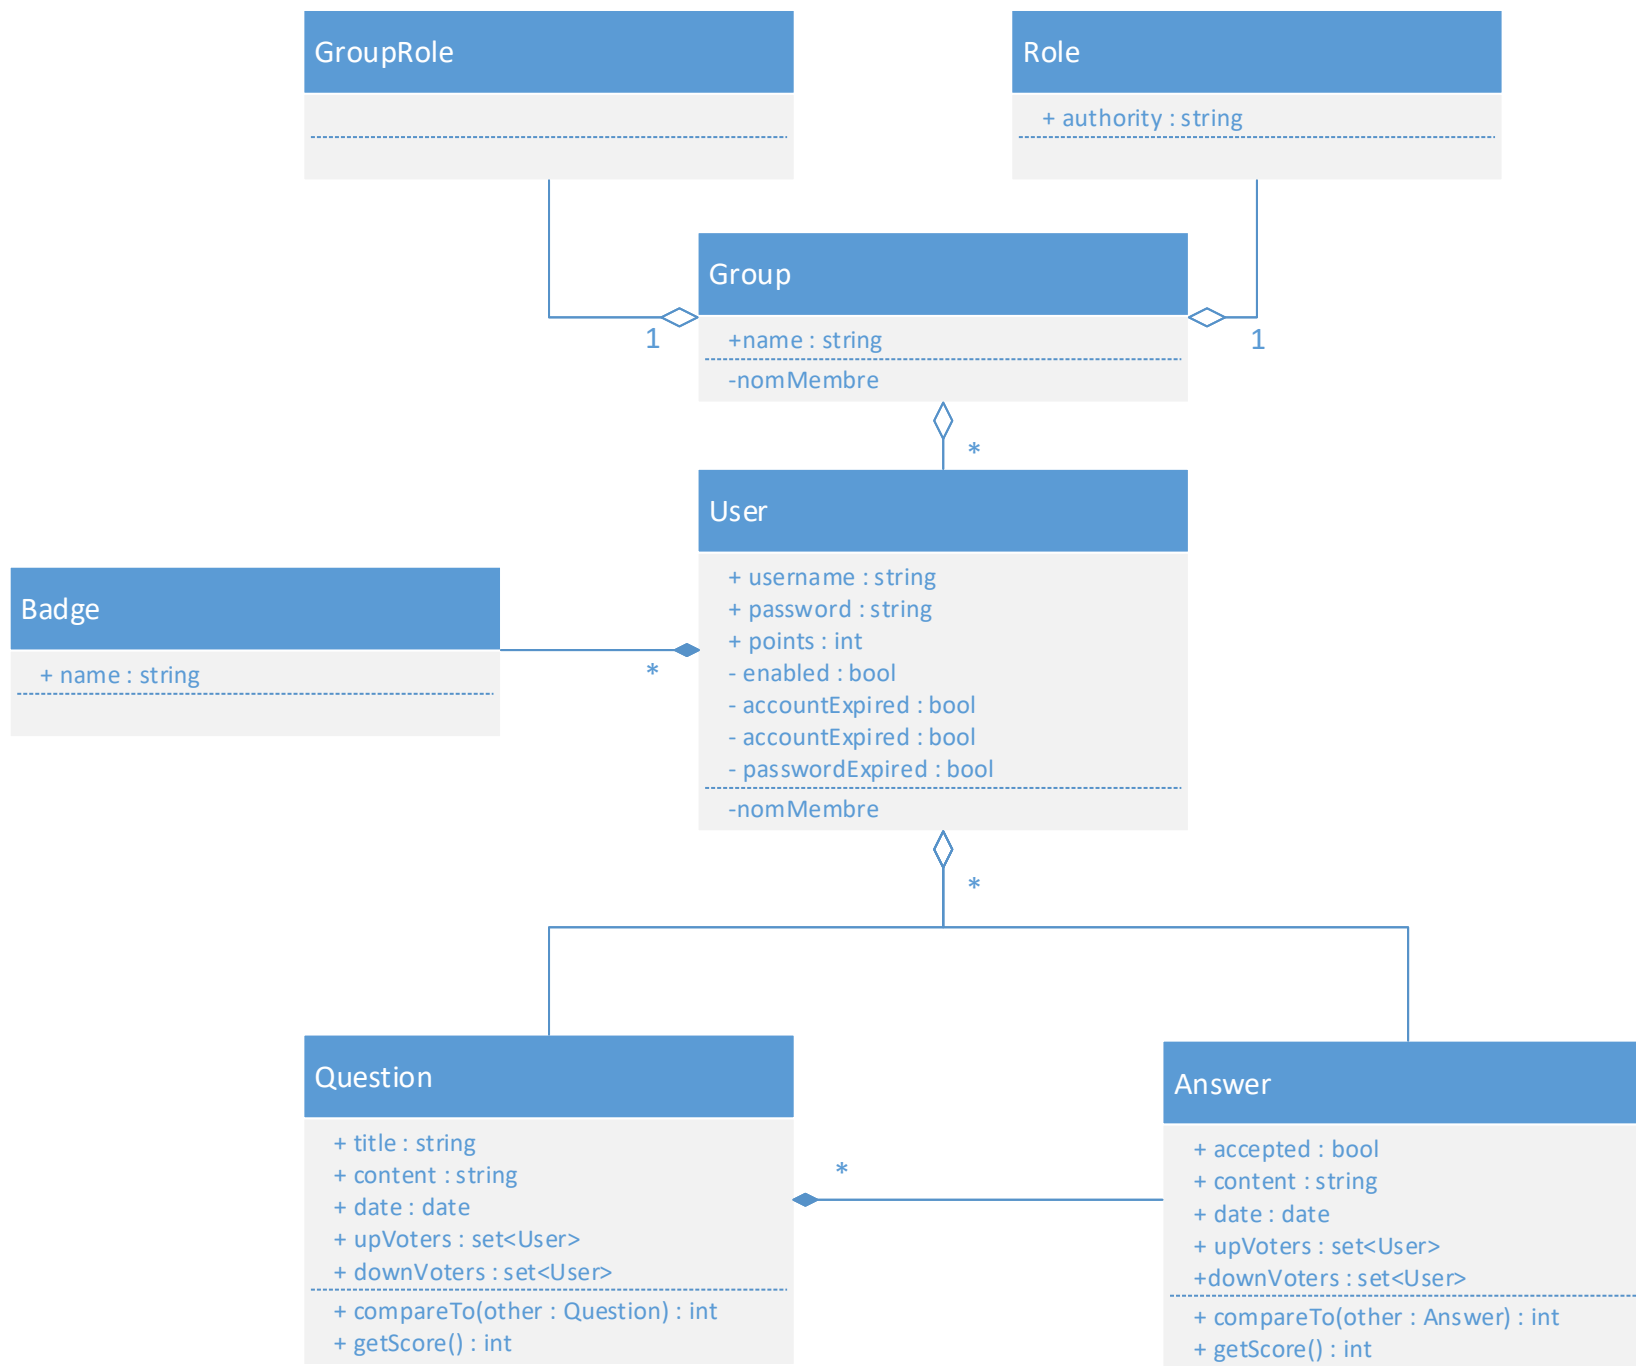 GroupRole
Role
+ authority : string
Group
1
1
+name : string
-nomMembre
*
User
+ username : string
+ password : string
+ points : int
- enabled : bool
- accountExpired : bool
- accountExpired : bool
- passwordExpired : bool
-nomMembre
Badge
+ name : string
*
*
Question
+ title : string
+ content : string
+ date : date
+ upVoters : set<User>
+ downVoters : set<User>
+ compareTo(other : Question) : int
+ getScore() : int
*
Answer
+ accepted : bool
+ content : string
+ date : date
+ upVoters : set<User>
+downVoters : set<User>
+ compareTo(other : Answer) : int
+ getScore() : int